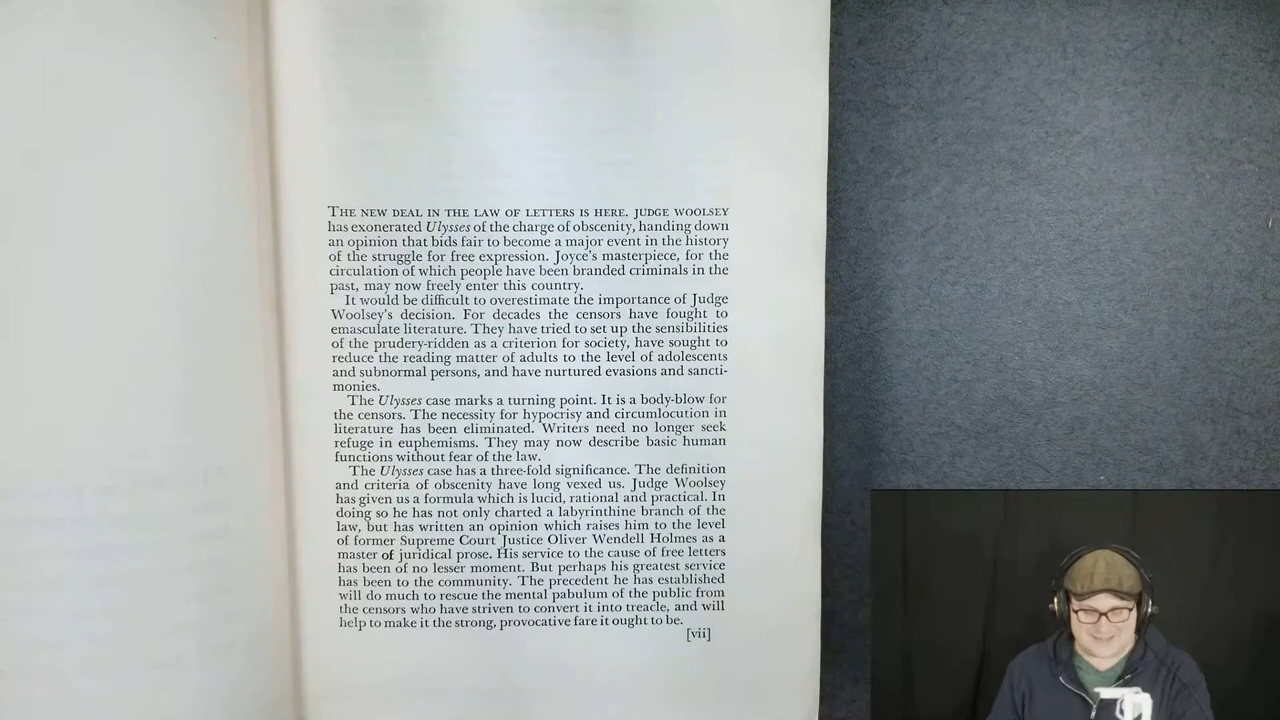 THE NEW DEAL IN THE LAW OF LETTERS IS HERE. JUDGE WOOLSEY
has exonerated Ulysses of the charge of obscenity, handing down
an opinion that bids fair to become a major event in the history
of the struggle for free expression. Joyce's masterpiece, for the
circulation of which people have been branded criminals in the
past, may now freely enter this country.
It would be difficult to overestimate the importance of Judge
Woolsey's decision. For decades the censors have fought to
emasculate literature. They have tried to set up the sensibilities
of the prudery-ridden as a criterion for society, have sought to
reduce the reading matter of adults to the level of adolescents
and subnormal persons, and have nurtured evasions and sancti-
monies.
The Ulysses case marks a turning point. It is a body-blow for
the censors. The necessity for hypocrisy and circumlocution in
literature has been eliminated. Writers need no longer seek
refuge in euphemisms. They may now describe basic human
functions without fear of the law.
The Ulysses case has a three-fold significance. The definition
and criteria of obscenity have long vexed us. Judge Woolsey
has given us a formula which is lucid, rational and practical. In
doing so he has not only charted a labyrinthine branch of the
law, but has written an opinion which raises him to the level
of former Supreme Court Justice Oliver Wendell Holmes as a
master of juridical prose. His service to the cause of free letters
has been of no lesser moment. But perhaps his greatest service
has been to the community. The precedent he has established
will do much to rescue the mental pabulum of the public from
the censors who have striven to convert it into treacle, and will
help to make it the strong, provocative fare it ought to be.
[vii]